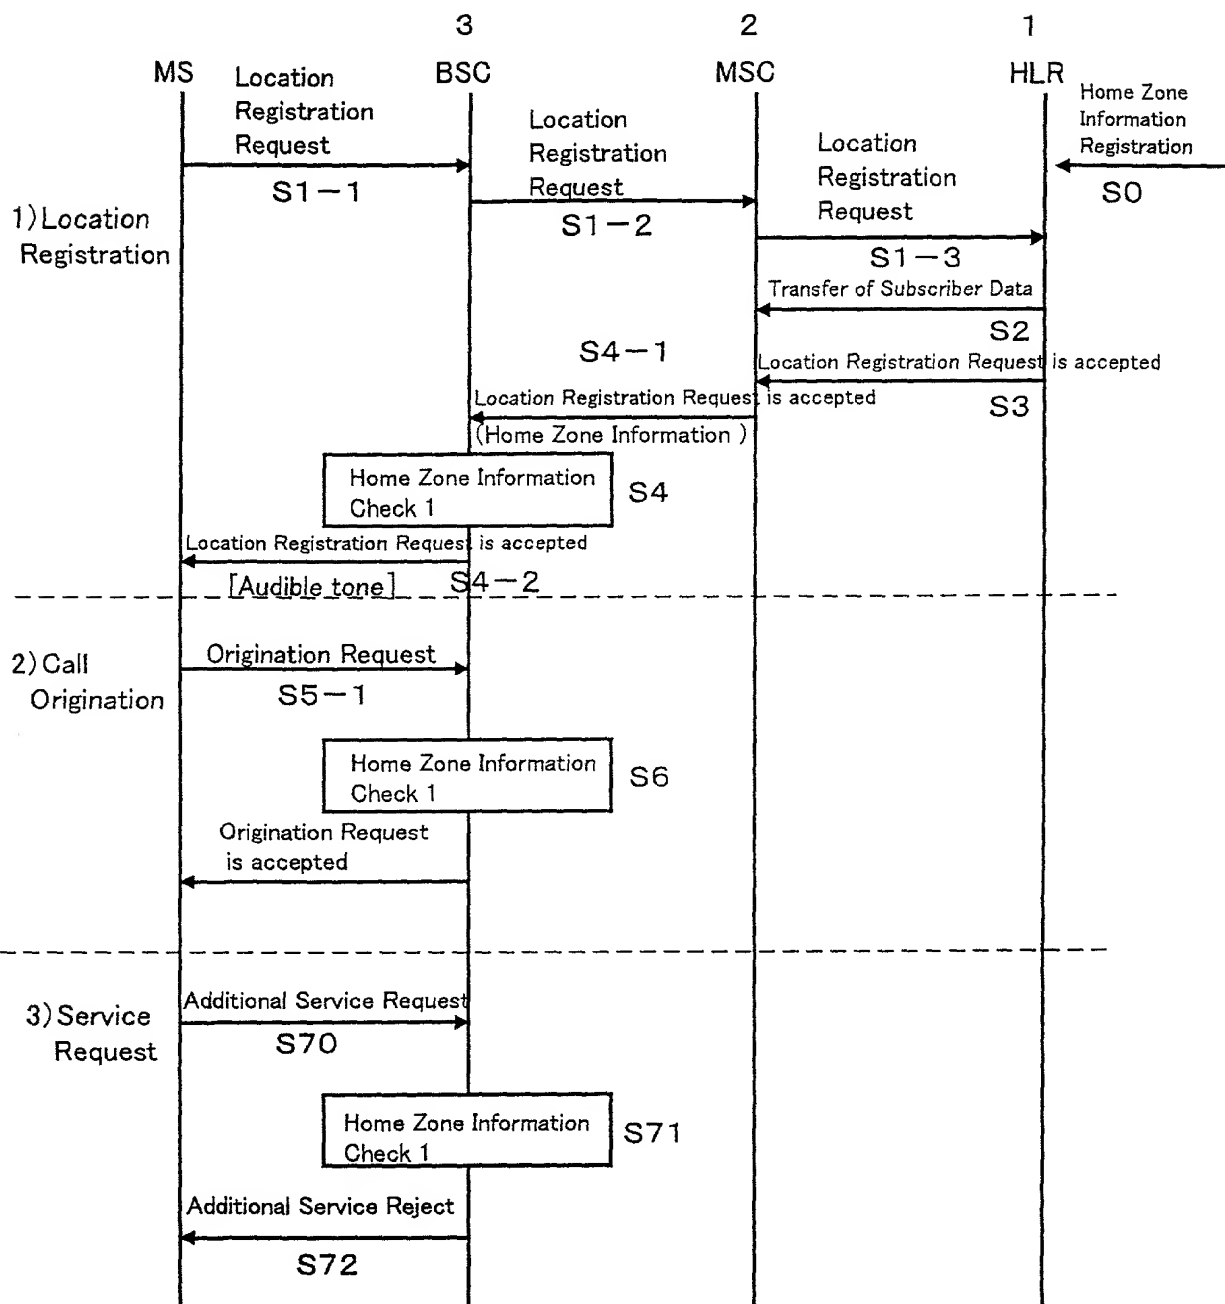 3
2
1
MS
BSC
MSC
HLR
Location
Registration
Request
S1-1
Location
Registration
Request
S1-2
Location
Registration
Request
S1-3
Home Zone
Information
Registration
S0
1) Location
Registration
Transfer of Subscriber Data
S2
S4-1
Location Registration Request is accepted
S3
Location Registration Request is accepted
(Home Zone Information )
Home Zone Information
Check 1
S4
Location Registration Request is accepted
[Audible tone]
S4-2
2) Call
Origination
Origination Request
S5-1
Home Zone Information
Check 1
S6
Origination Request
is accepted
3) Service
Request
Additional Service Request
S70
Home Zone Information
Check 1
S71
Additional Service Reject
S72